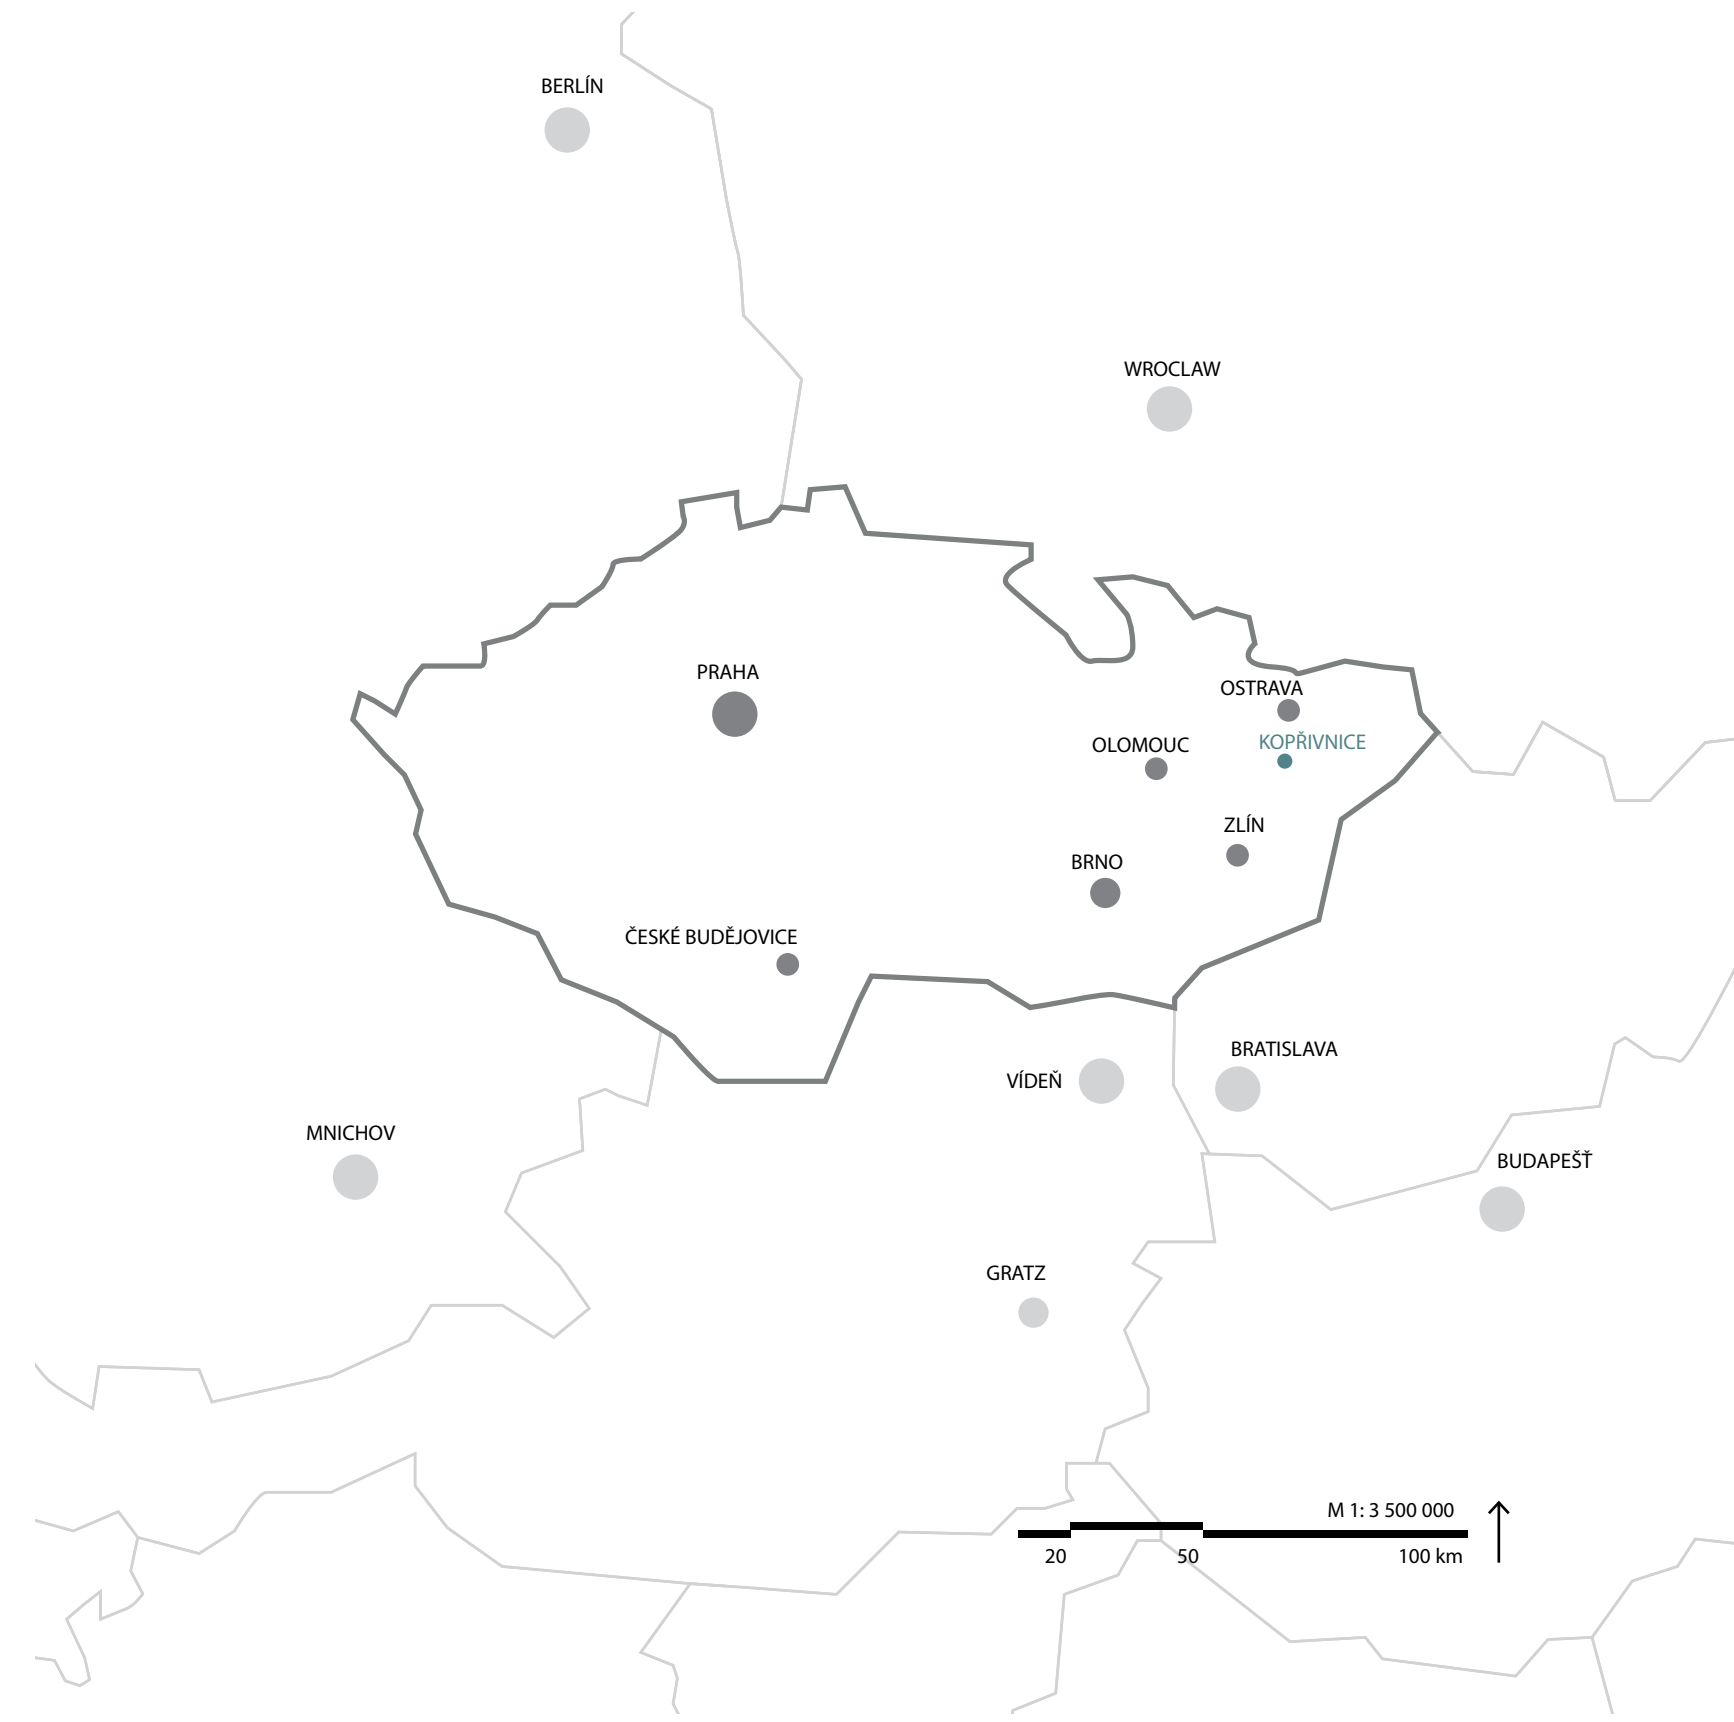 BERLÍN
WROCLAW
PRAHA
OSTRAVA
KOPŘIVNICE
OLOMOUC
ZLÍN
BRNO
ČESKÉ BUDĚJOVICE
BRATISLAVA
VÍDEŇ
MNICHOV
BUDAPEŠŤ
GRATZ
M 1: 3 500 000
20 50 100 km